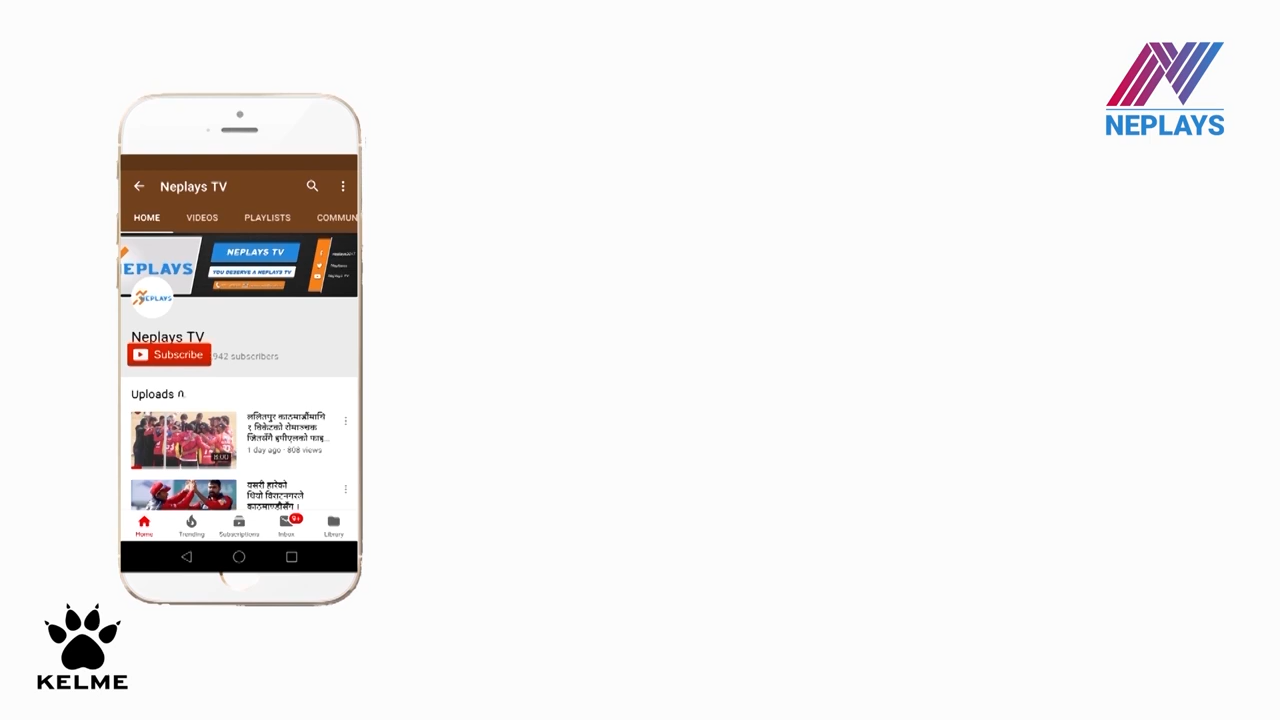 NEPLAYS
Neplays TV
HOME VIDEOS PLAYLISTS COMMUN
EPLAYS
NEPLAYS TV
YOU DESERVE A NEPLAYS TV
NEPLAYS
Neplays TV
Subscribe
942 subscribers
Uploads
ललितपुर काठमाडौंमाथि
र विकेटको रोमाञ्चक
जितसँगै इपीएलको फाइ...
8:00
1 day ago · 808 views
यसरी हारेको
थियो विराटनगरले
काठमाण्डौसँग ।
9+
Home Trending Subscriptions Inbox Library
KELME